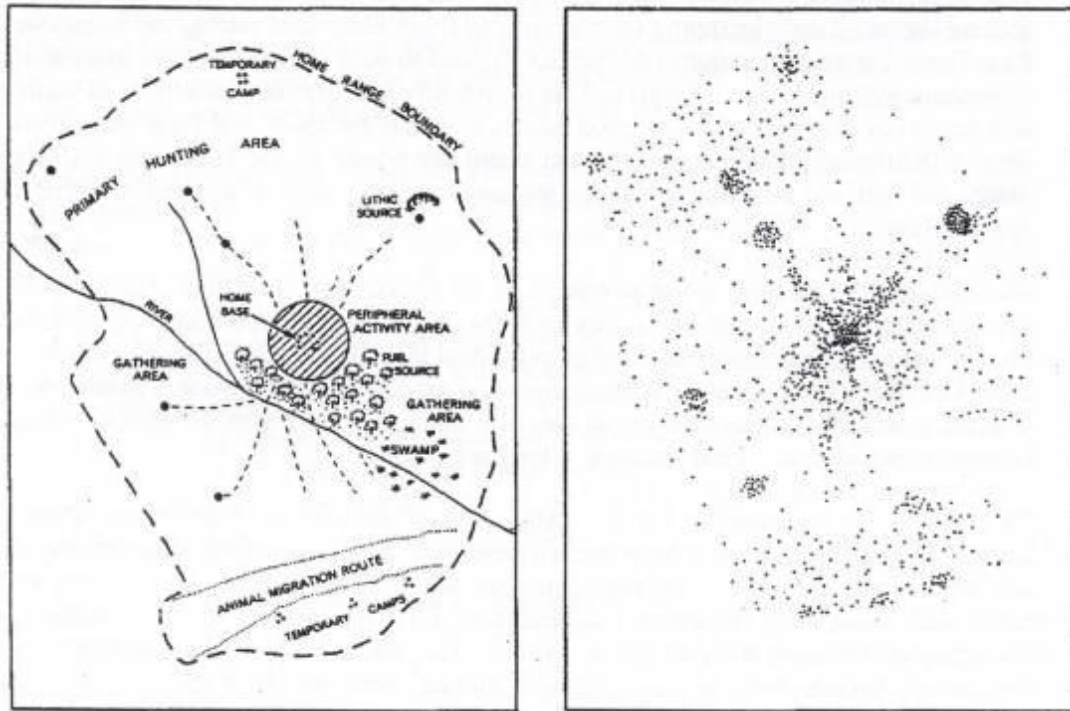 TEMPORARY
CAMP
HOME RANGE BOUNDARY
PRIMARY HUNTING AREA
LITHIC
SOURCE
HOME
BASE
PERIPHERAL
ACTIVITY AREA
RIVER
FUEL
SOURCE
GATHERING
AREA
GATHERING
AREA
SWAMP
ANIMAL MIGRATION ROUTE
TEMPORARY CAMPS